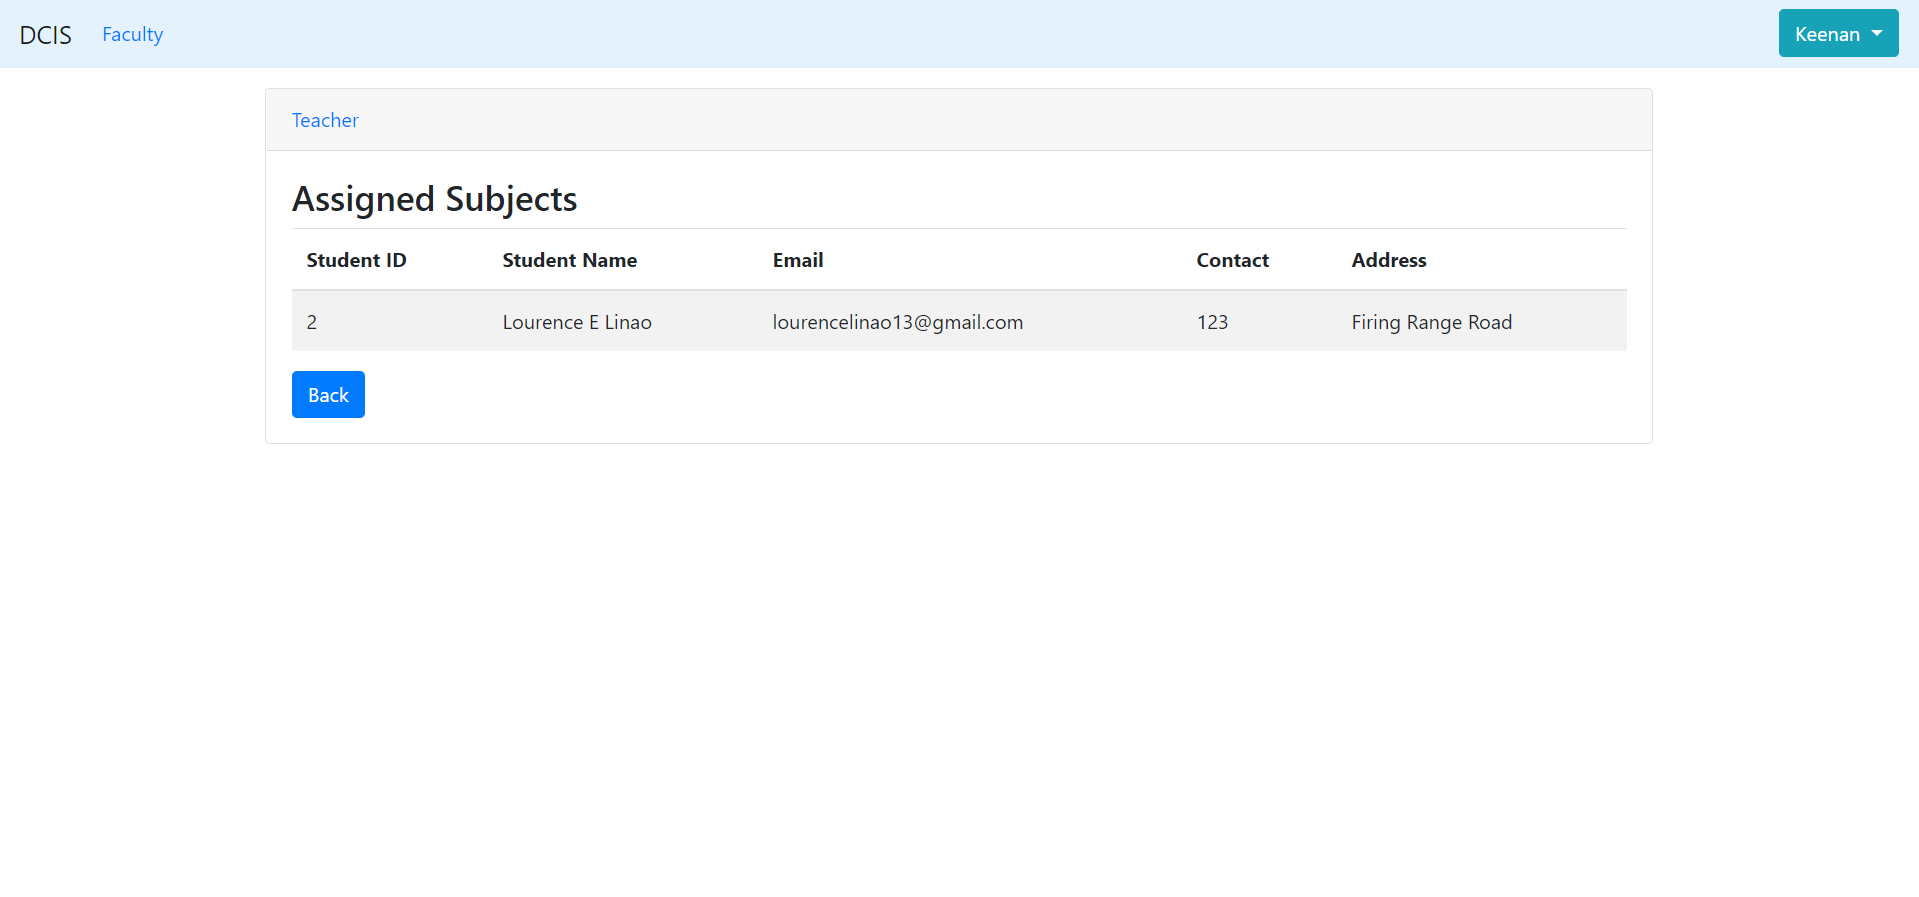 DCIS Faculty Keenan
Teacher
Assigned Subjects
Student ID Student Name Email Contact Address
2 Lourence E Linao lourencelinao13@gmail.com 123 Firing Range Road
Back